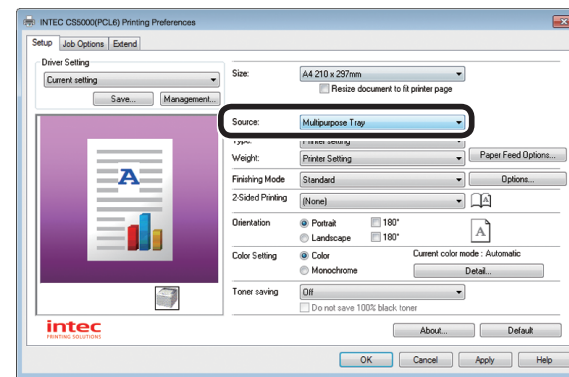 INTEC CS5000(PCL6) Printing Preferences
Setup Job Options Extend
Driver Setting
Current setting
Save... Management...
Size: A4 210 x 297mm
Resize document to fit printer page
Source: Multipurpose Tray
Type: Printer Setting
Weight: Printer Setting Paper Feed Options...
Finishing Mode Standard Options...
2-Sided Printing (None)
Orientation Portrait 180°
Landscape 180°
Color Setting Color Current color mode : Automatic
Monochrome Detail...
Toner saving Off
Do not save 100% black toner
A
A
A
intec
PRINTING SOLUTIONS
About... Default
OK Cancel Apply Help